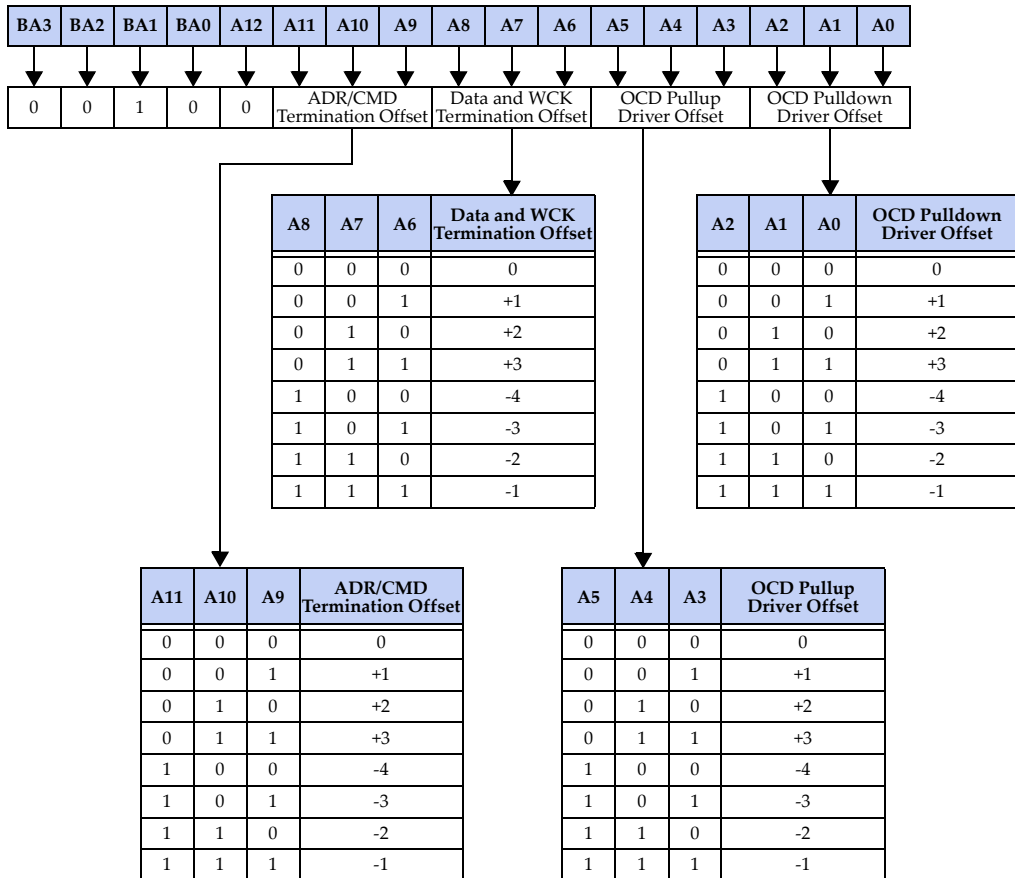 BA3 BA2 BA1 BA0 A12 A11 A10 A9 A8 A7 A6 A5 A4 A3 A2 A1 A0
0 0 1 0 0
ADR/CMD
Termination Offset
Data and WCK
Termination Offset
OCD Pullup
Driver Offset
OCD Pulldown
Driver Offset
A8 A7 A6 Data and WCK
Termination Offset
0 0 0 0
0 0 1 +1
0 1 0 +2
0 1 1 +3
1 0 0 -4
1 0 1 -3
1 1 0 -2
1 1 1 -1
A2 A1 A0 OCD Pulldown
Driver Offset
0 0 0 0
0 0 1 +1
0 1 0 +2
0 1 1 +3
1 0 0 -4
1 0 1 -3
1 1 0 -2
1 1 1 -1
A11 A10 A9 ADR/CMD
Termination Offset
0 0 0 0
0 0 1 +1
0 1 0 +2
0 1 1 +3
1 0 0 -4
1 0 1 -3
1 1 0 -2
1 1 1 -1
A5 A4 A3 OCD Pullup
Driver Offset
0 0 0 0
0 0 1 +1
0 1 0 +2
0 1 1 +3
1 0 0 -4
1 0 1 -3
1 1 0 -2
1 1 1 -1